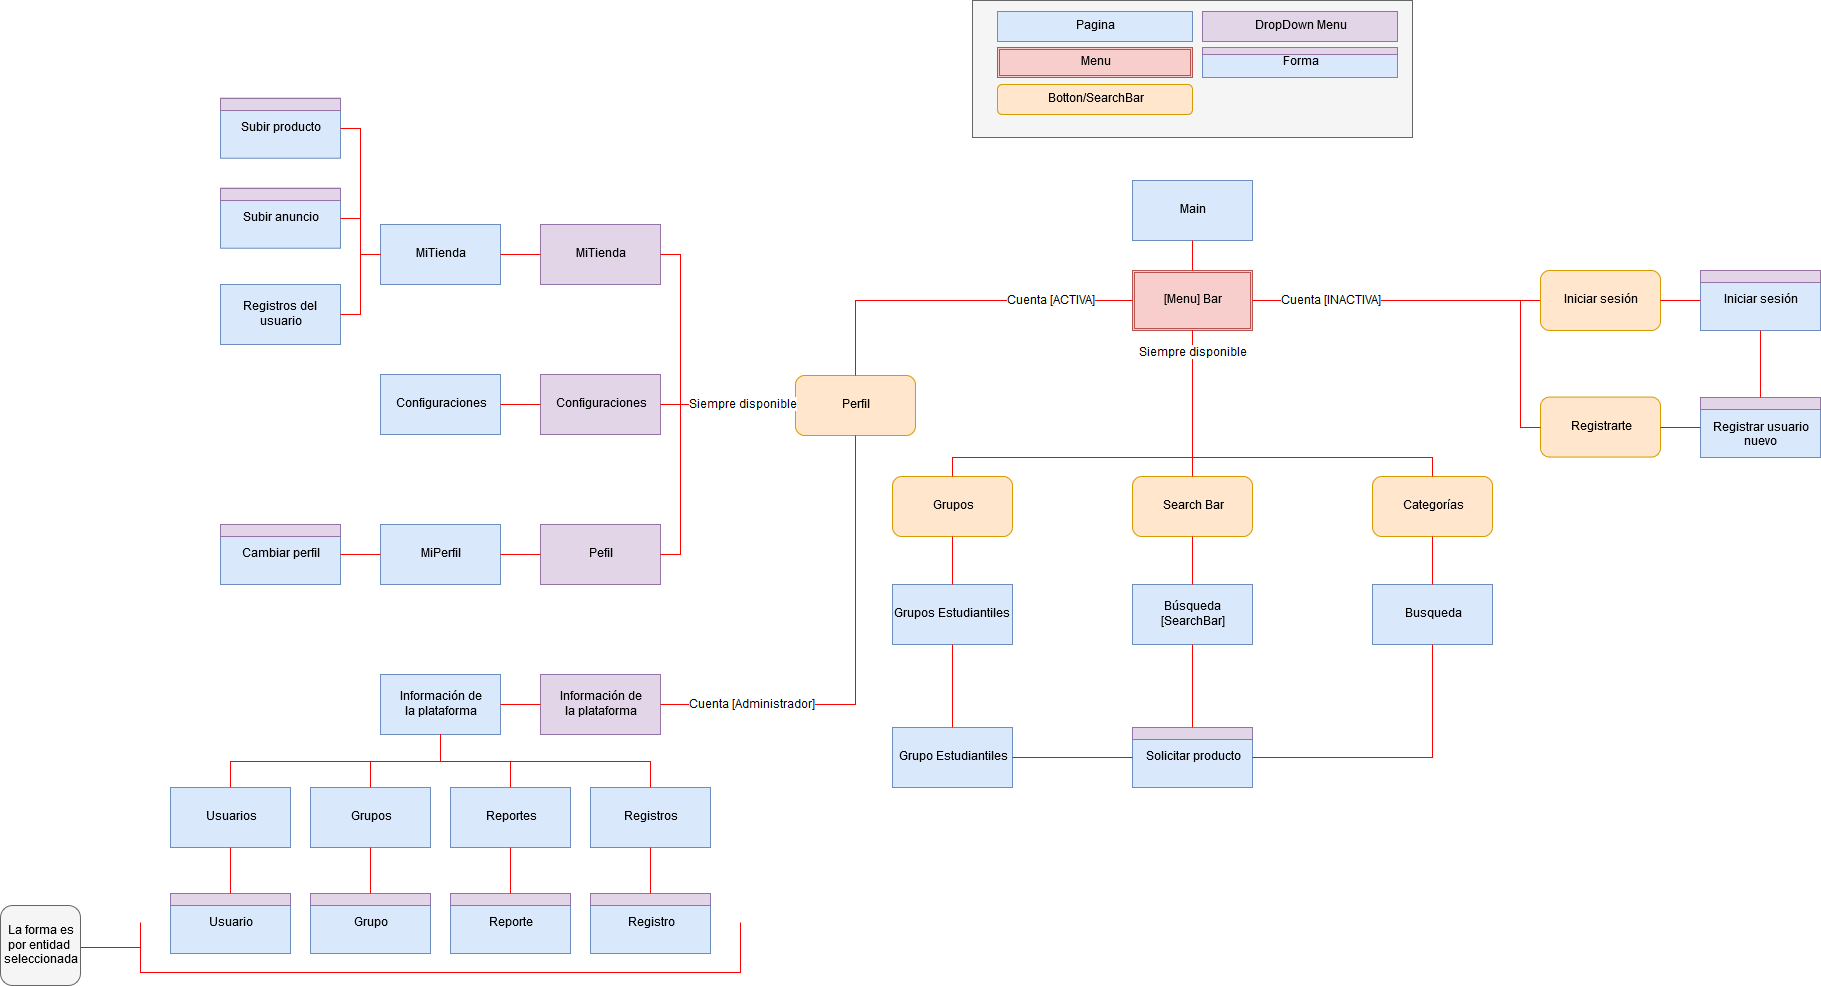 Pagina
DropDown Menu
Menu
Forma
Botton/SearchBar
Subir producto
Subir anuncio
Registros del
usuario
MiTienda
MiTienda
Configuraciones
Configuraciones
Siempre disponible
Cambiar perfil
MiPerfil
Pefil
Perfil
Main
Cuenta [ACTIVA]
[Menu] Bar
Cuenta [INACTIVA]
Siempre disponible
Iniciar sesión
Iniciar sesión
Registrarte
Registrar usuario
nuevo
Grupos
Search Bar
Categorías
Grupos Estudiantiles
Búsqueda
[SearchBar]
Busqueda
Grupo Estudiantiles
Solicitar producto
Información de
la plataforma
Información de
la plataforma
Cuenta [Administrador]
Usuarios
Grupos
Reportes
Registros
Usuario
Grupo
Reporte
Registro
La forma es
por entidad
seleccionada